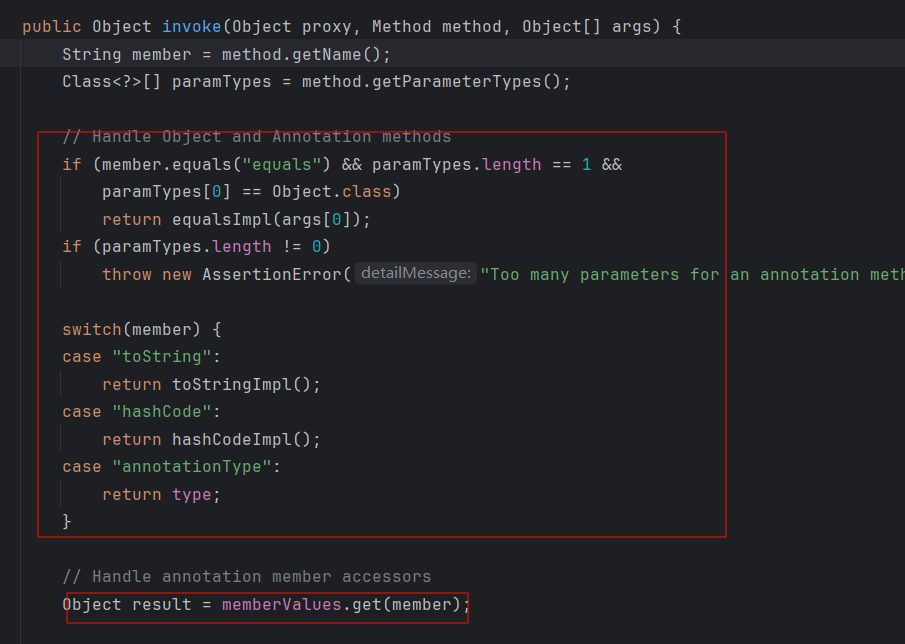 public Object invoke(Object proxy, Method method, Object[] args) {
String member = method.getName();
Class<?>[] paramTypes = method.getParameterTypes();
// Handle Object and Annotation methods
if (member.equals("equals") && paramTypes.length == 1 &&
paramTypes[0] == Object.class)
return equalsImpl(args[0]);
if (paramTypes.length != 0)
throw new AssertionError( detailMessage: "Too many parameters for an annotation meth
switch(member) {
case "toString":
return toStringImpl();
case "hashCode":
return hashCodeImpl();
case "annotationType":
return type;
}
// Handle annotation member accessors
Object result = memberValues.get(member);